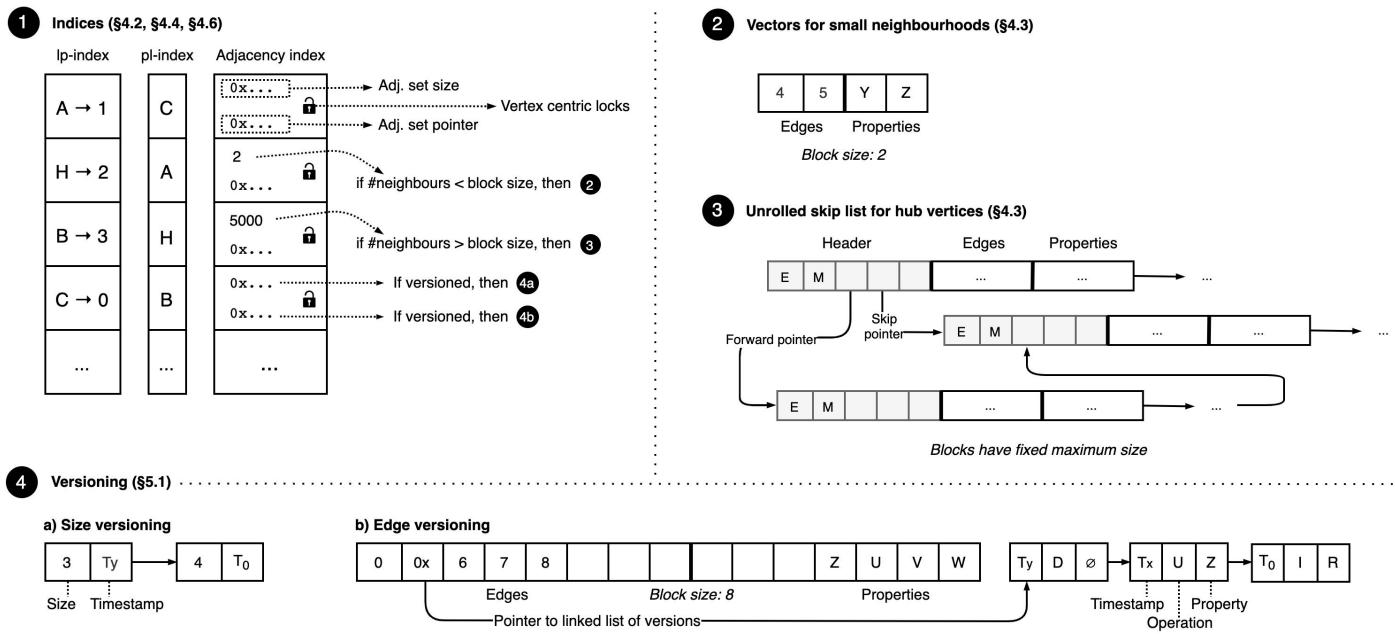 1 Indices (§4.2, §4.4, §4.6)
lp-index pl-index Adjacency index
A → 1 C 0x... Adj. set size
Vertex centric locks
0x... Adj. set pointer
H → 2 A 2
0x... if #neighbours < block size, then 2
B → 3 H 5000
0x... if #neighbours > block size, then 3
C → 0 B 0x... If versioned, then 4a
0x... If versioned, then 4b
... ... ...
2 Vectors for small neighbourhoods (§4.3)
4 5 Y Z
Edges Properties
Block size: 2
3 Unrolled skip list for hub vertices (§4.3)
Header Edges Properties
E M ... ... ...
Skip
pointer
E M ... ... ...
Forward pointer
E M ... ... ...
Blocks have fixed maximum size
4 Versioning (§5.1)
a) Size versioning
3 Ty 4 T0
Size Timestamp
b) Edge versioning
0 0x 6 7 8 Z U V W Ty D ∅ Tx U Z T0 I R
Edges Block size: 8 Properties
Timestamp Property
Operation
Pointer to linked list of versions